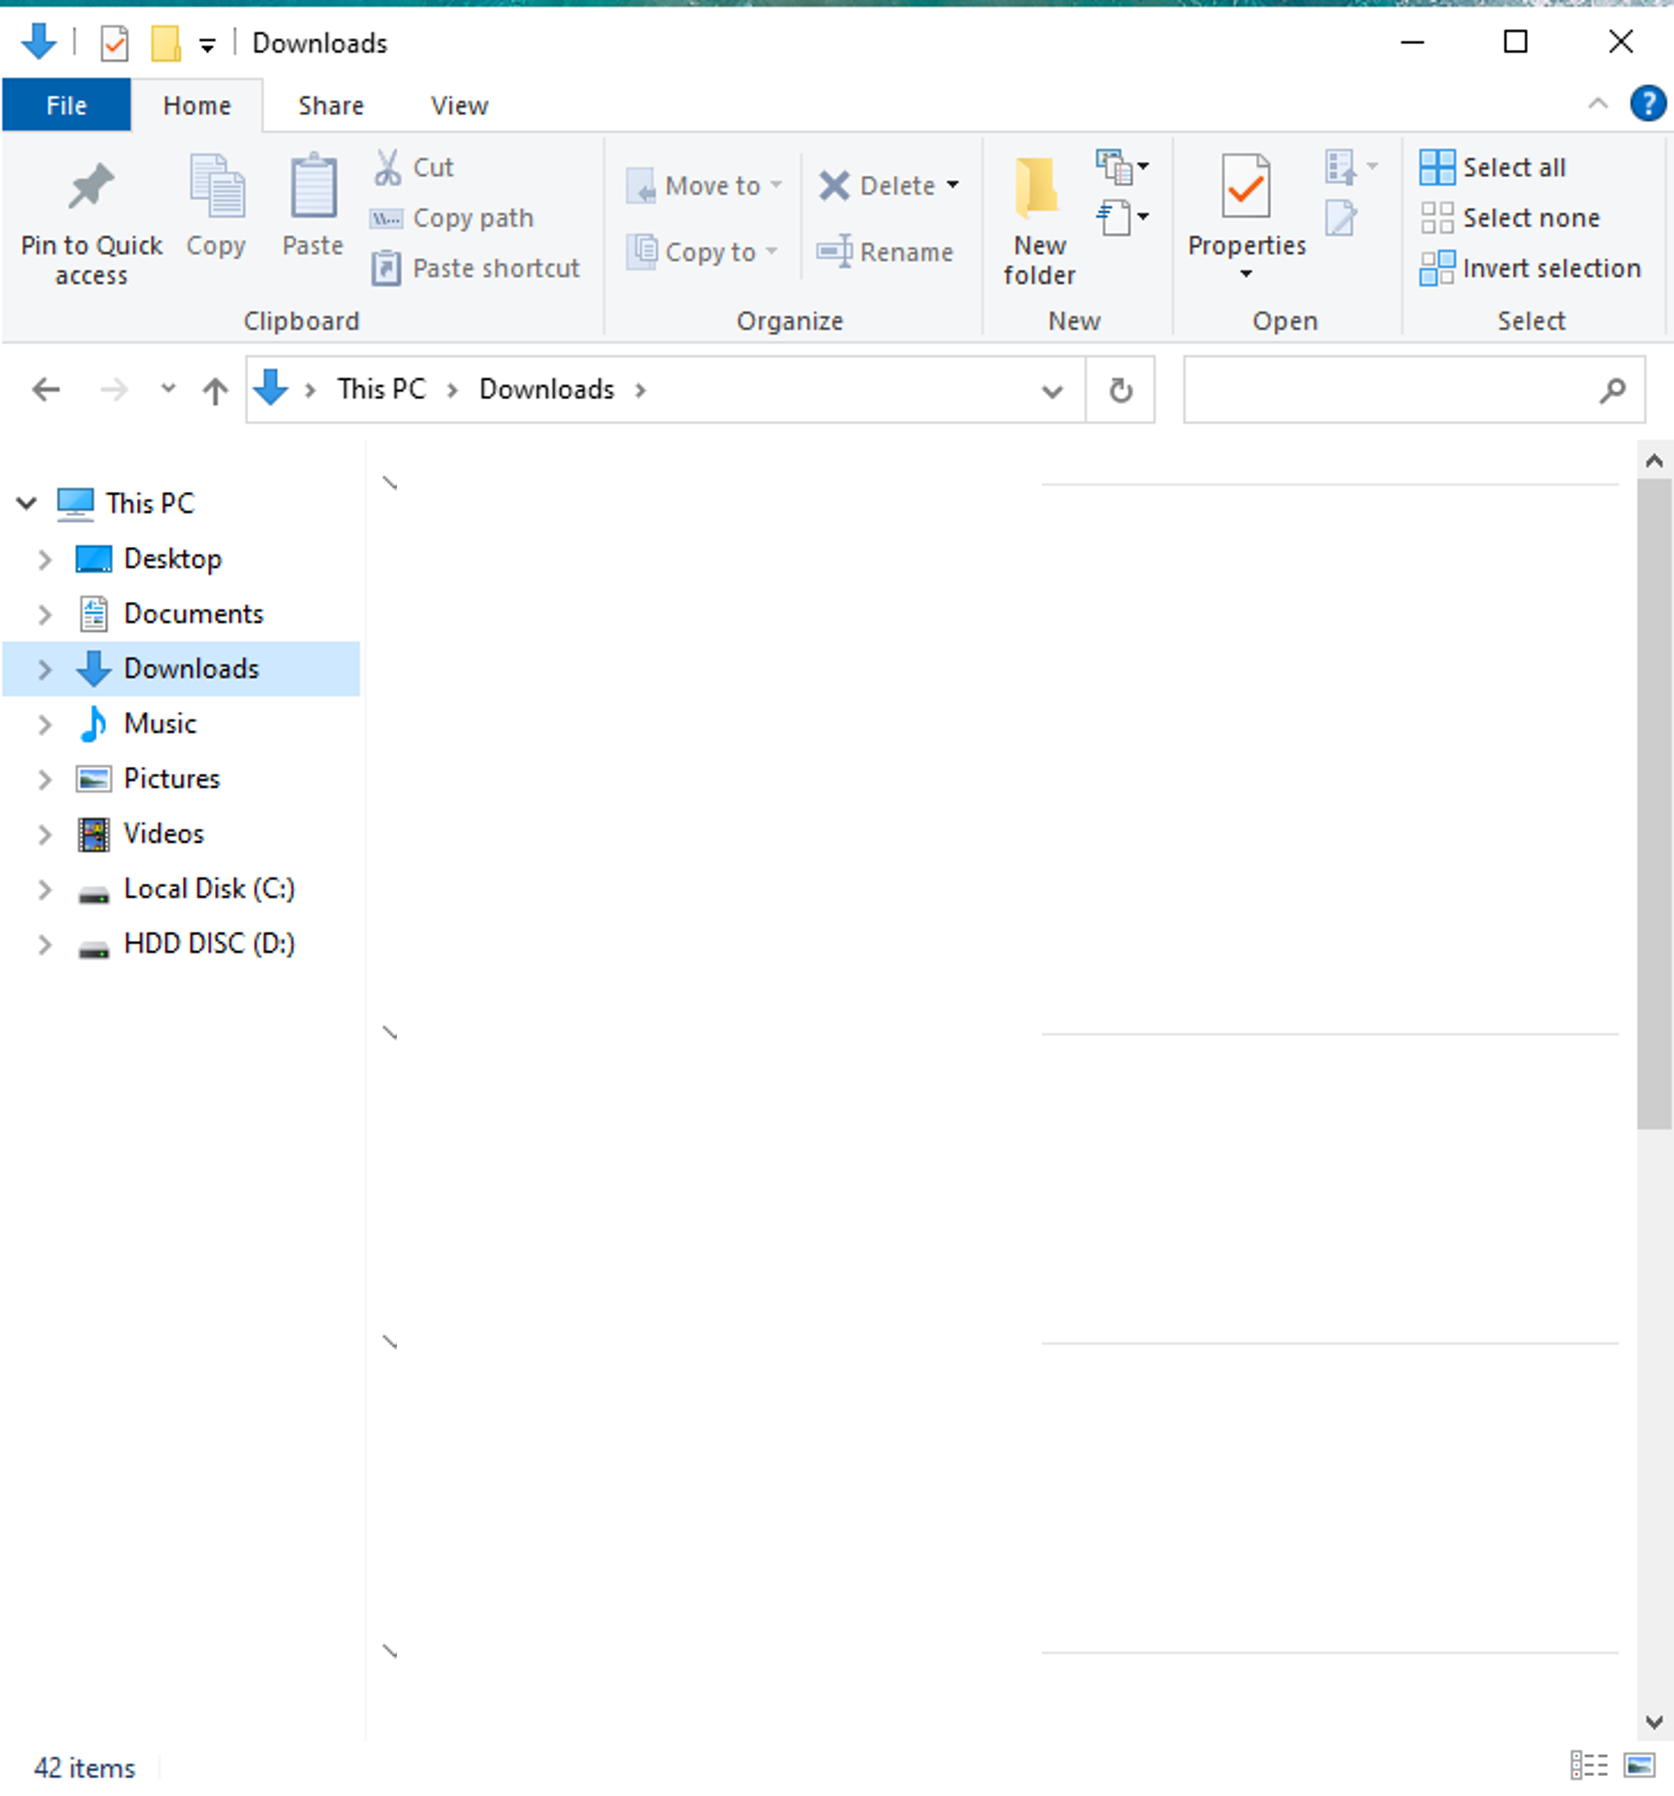 Downloads
File Home Share View
Pin to Quick access
Copy
Paste
Cut
Copy path
Paste shortcut
Clipboard
Move to
Copy to
Delete
Rename
Organize
New folder
New
Properties
Open
Select all
Select none
Invert selection
Select
This PC > Downloads >
This PC
Desktop
Documents
Downloads
Music
Pictures
Videos
Local Disk (C:)
HDD DISC (D:)
42 items